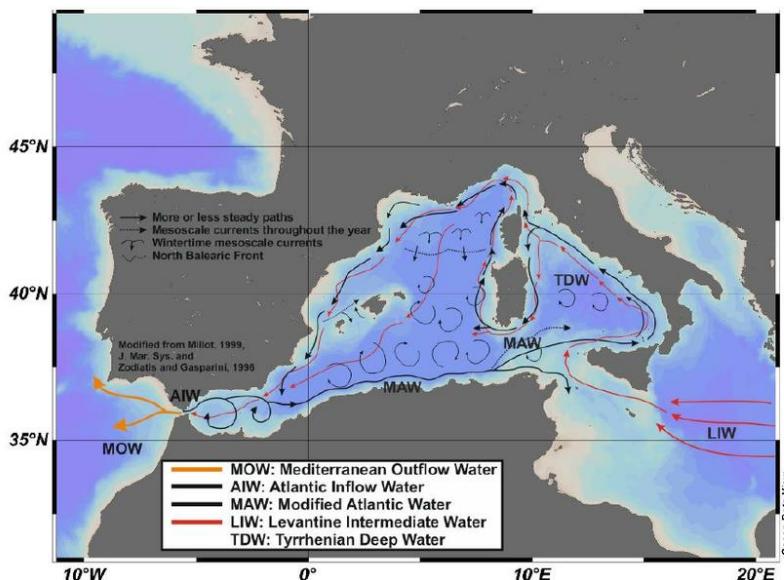 45°N
40°N
35°N
More or less steady paths
Mesoscale currents throughout the year
Wintertime mesoscale currents
North Balearic Front
Modified from Millot, 1999,
J. Mar. Sys. and
Zodiatis and Gasparini, 1996
TDW
MAW
AIW
MAW
MOW
LIW
MOW: Mediterranean Outflow Water
AIW: Atlantic Inflow Water
MAW: Modified Atlantic Water
LIW: Levantine Intermediate Water
TDW: Tyrrhenian Deep Water
10°W
0°
10°E
20°E